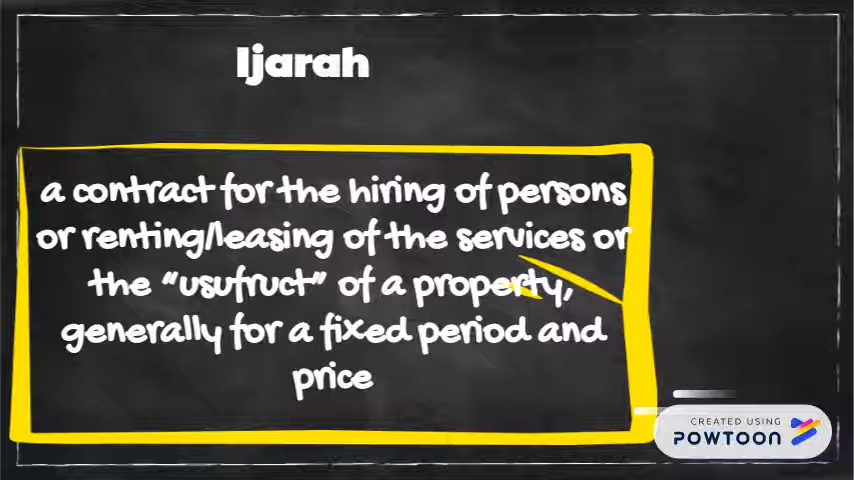 Ijarah
a contract for the hiring of persons
or renting/leasing of the services or
the “usufruct” of a property,
generally for a fixed period and
price
CREATED USING
POWTOON